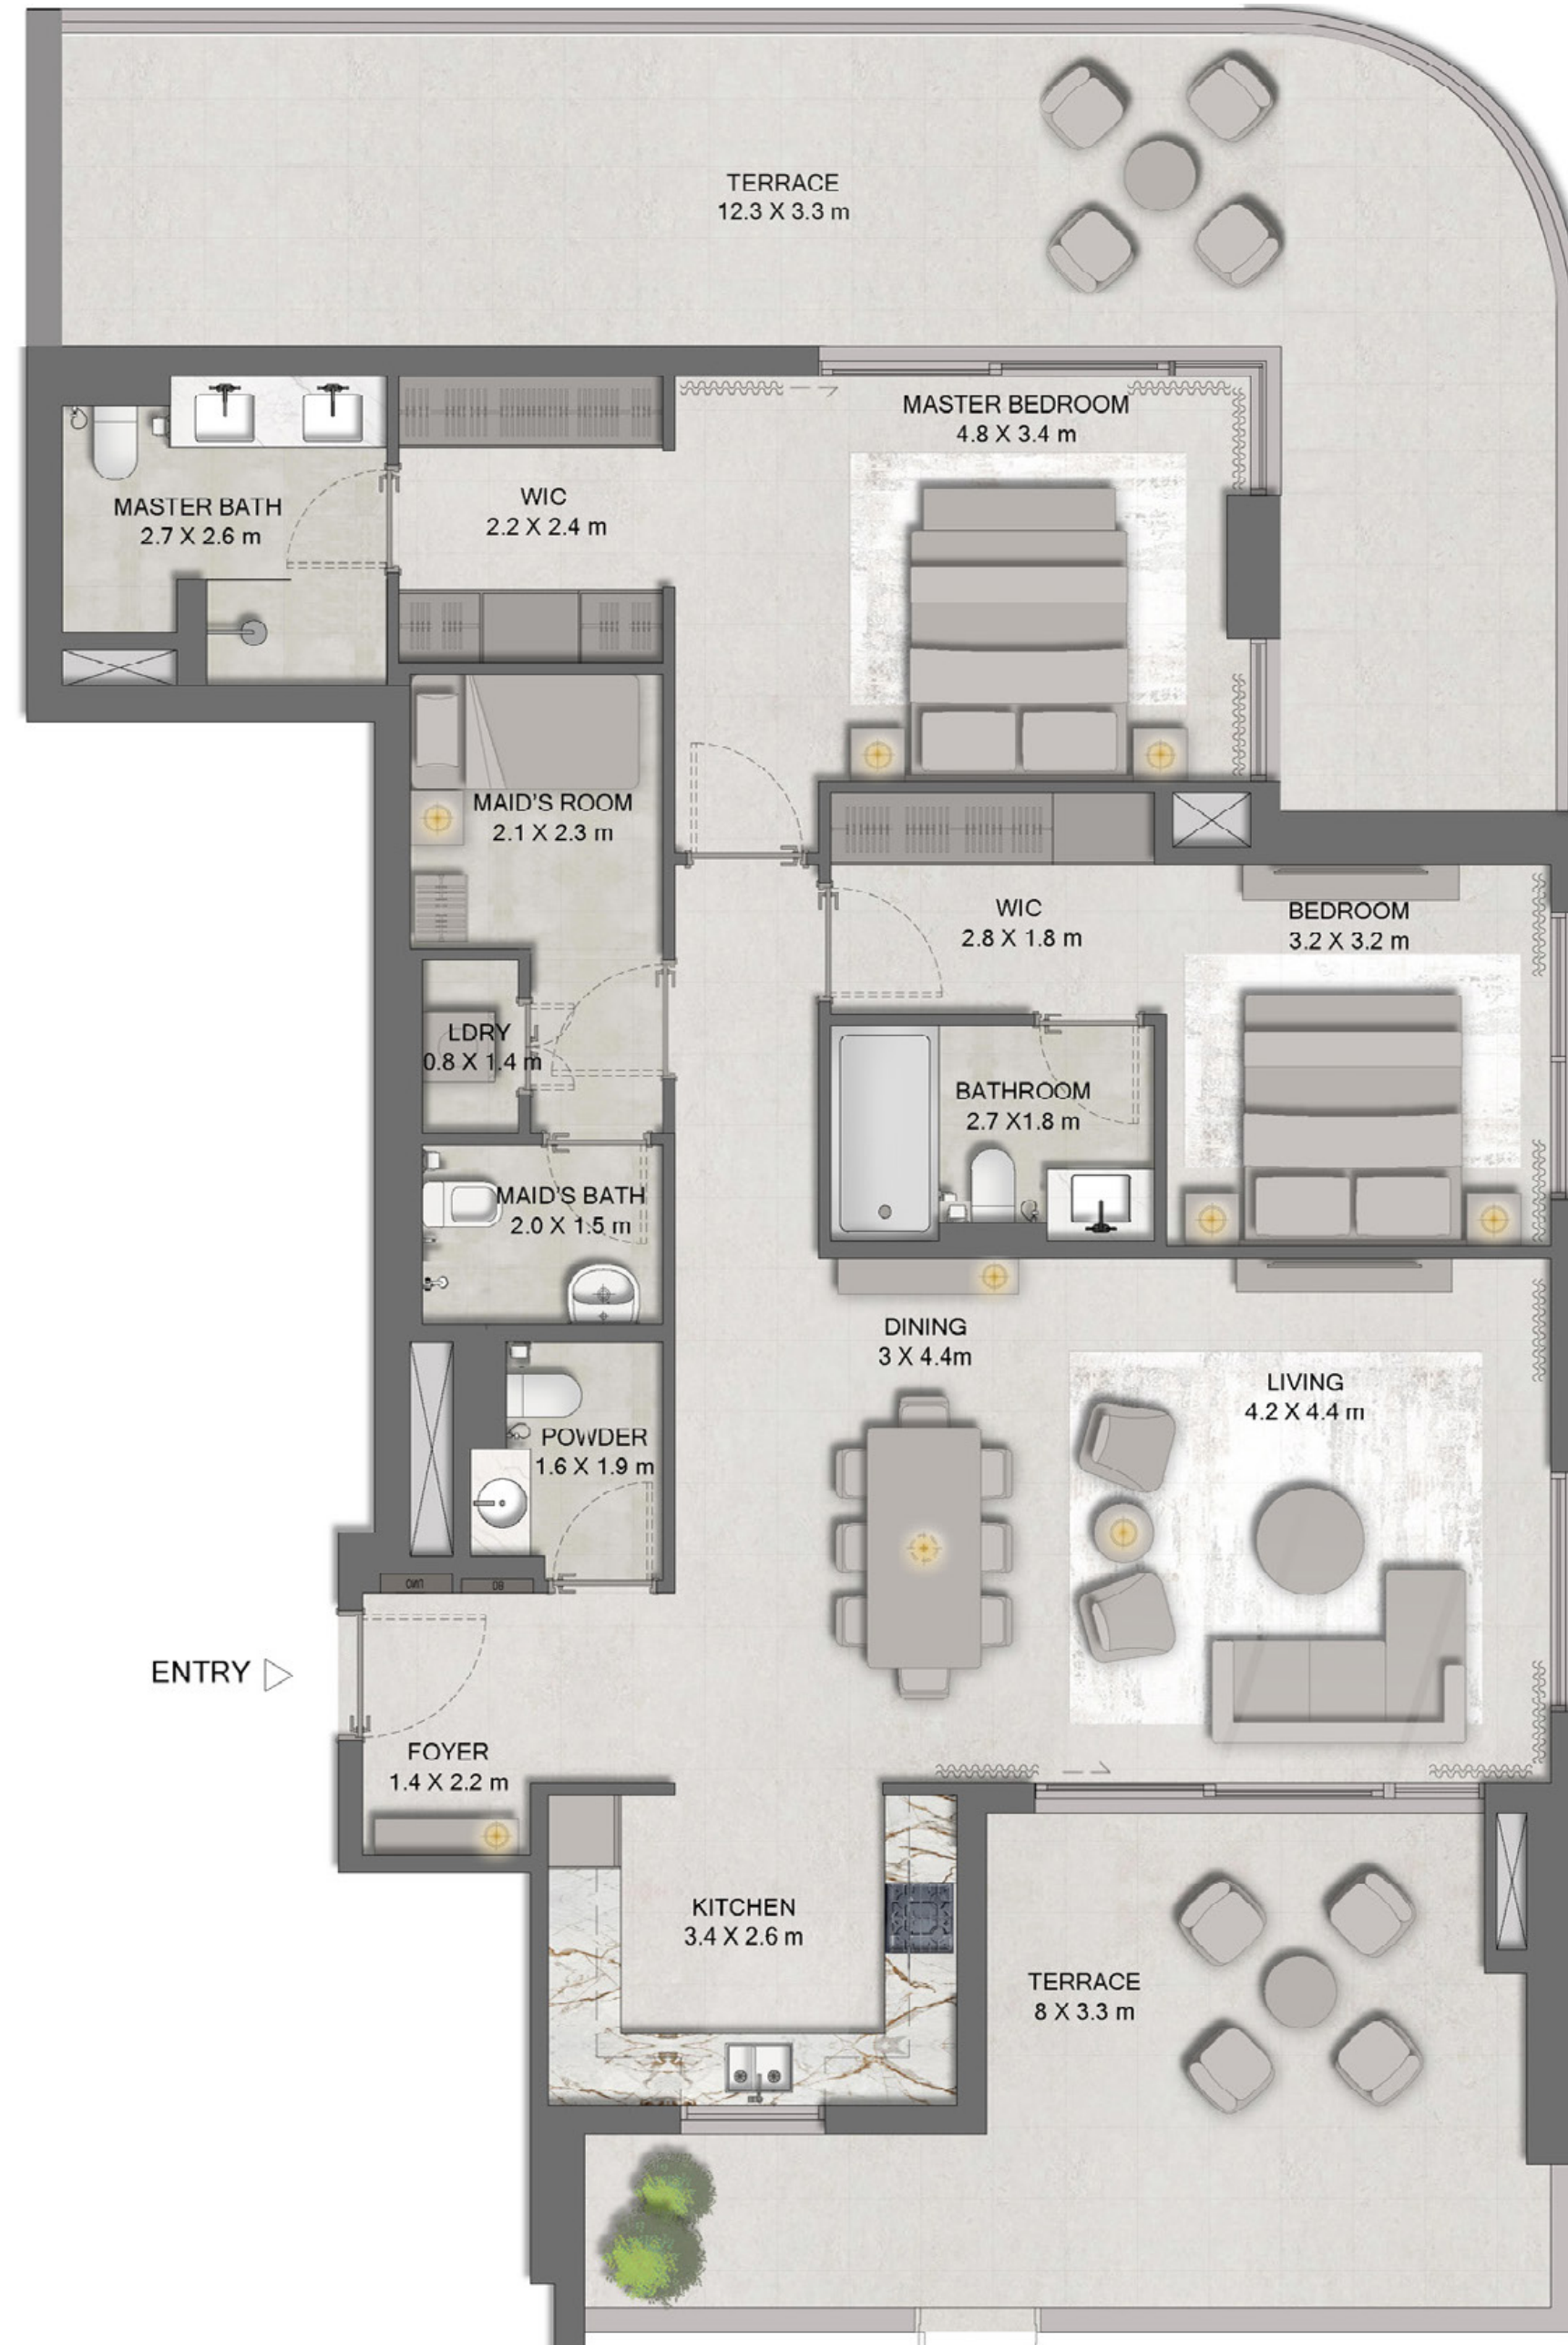 TERRACE
12.3 X 3.3 m
MASTER BEDROOM
4.8 X 3.4 m
MASTER BATH
2.7 X 2.6 m
WIC
2.2 X 2.4 m
MAID'S ROOM
2.1 X 2.3 m
WIC
2.8 X 1.8 m
BEDROOM
3.2 X 3.2 m
LDRY
0.8 X 1.4 m
BATHROOM
2.7 X1.8 m
MAID'S BATH
2.0 X 1.5 m
DINING
3 X 4.4m
LIVING
4.2 X 4.4 m
POWDER
1.6 X 1.9 m
DB
ENTRY
FOYER
1.4 X 2.2 m
KITCHEN
3.4 X 2.6 m
TERRACE
8 X 3.3 m